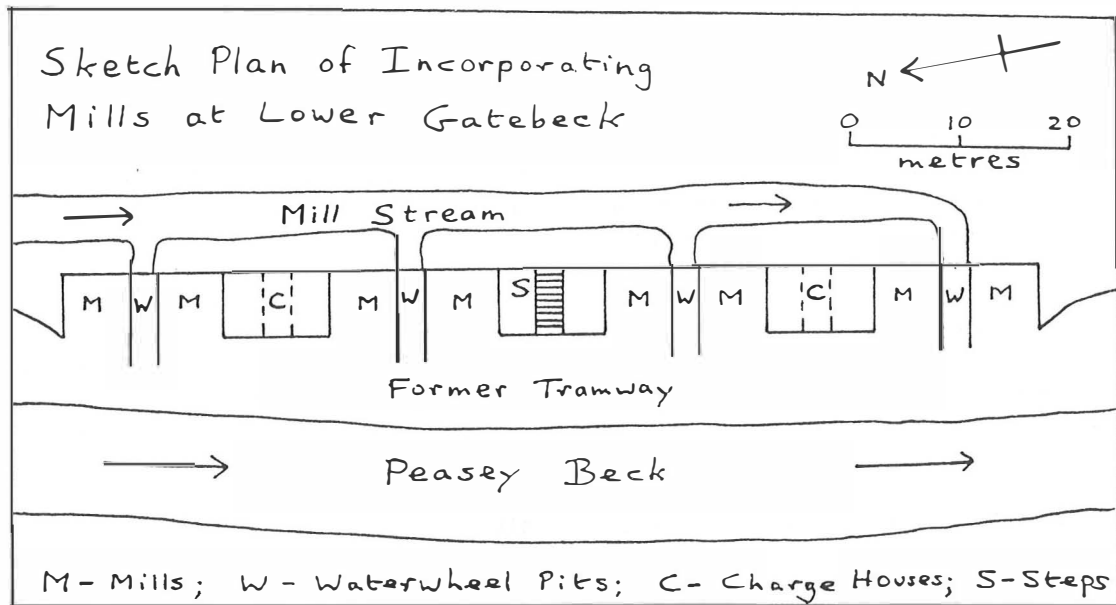 Sketch Plan of Incorporating
Mills at Lower Gatebeck
N
0 10 20
metres
Mill Stream
M W M C M W M S M W M C M W M
Former Tramway
Peasey Beck
M - Mills; W - Waterwheel Pits; C - Charge Houses; S - Steps